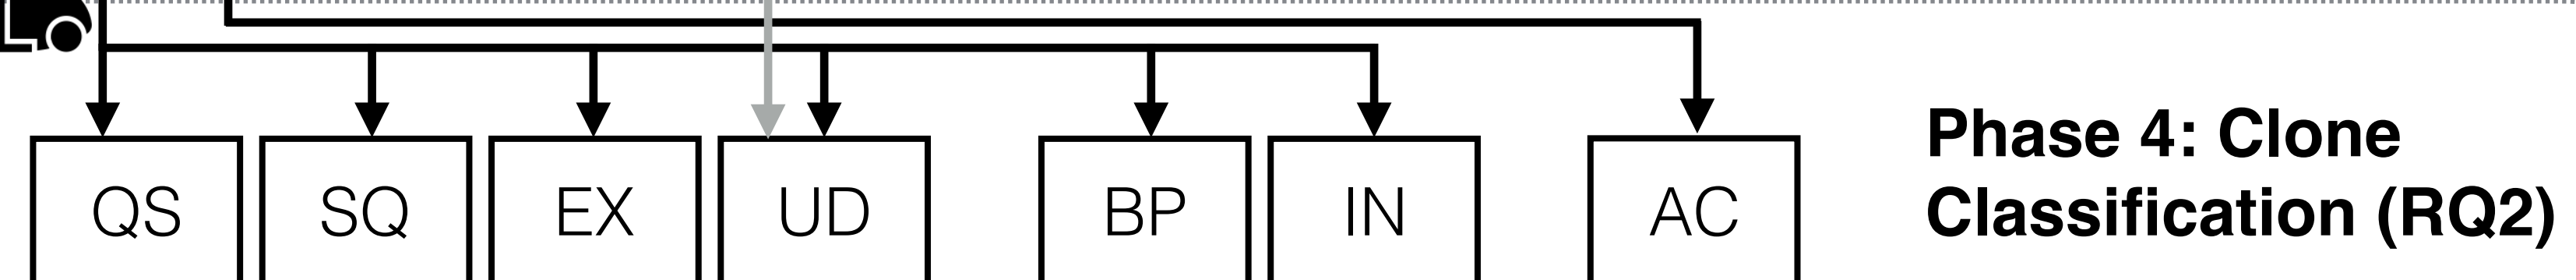 QS SQ EX UD BP IN AC
Phase 4: Clone
Classification (RQ2)